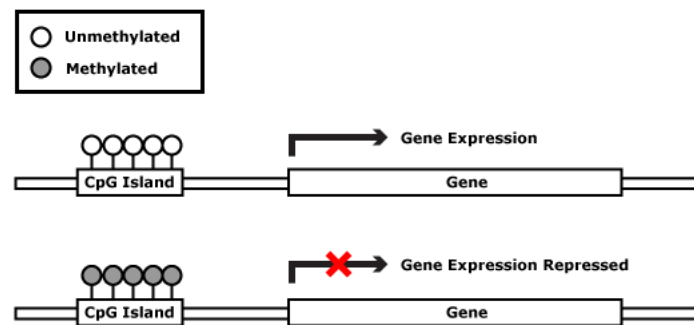 Unmethylated
Methylated
Gene Expression
CpG Island
Gene
Gene Expression Repressed
CpG Island
Gene